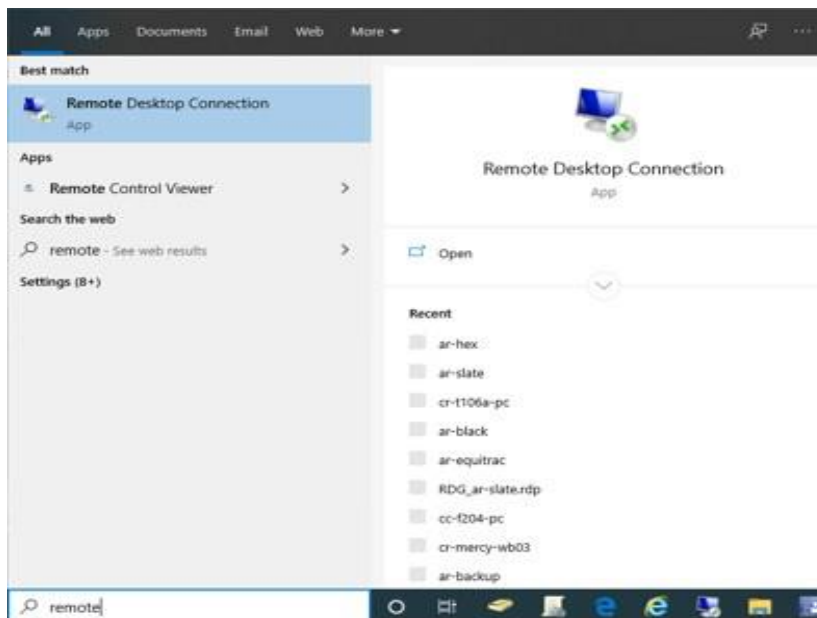 All Apps Documents Email Web More
Best match
Remote Desktop Connection
App
Apps
Remote Control Viewer
Search the web
remote - See web results
Settings (8+)
Remote Desktop Connection
App
Open
Recent
ar-hex
ar-slate
cr-t106a-pc
ar-black
ar-equitrac
RDG_ar-slate.rdp
cc-f204-pc
cr-mercy-wb03
ar-backup
remote